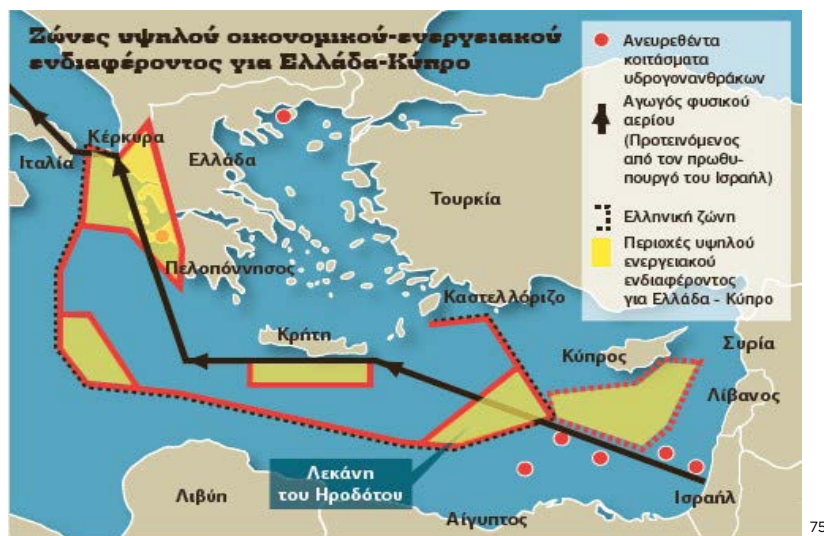 Ζώνες υψηλού οικονομικού-ενεργειακού
ενδιαφέροντος για Ελλάδα-Κύπρο
Ανευρεθέντα
κοιτάσματα
υδρογονανθράκων
Αγωγός φυσικού
αερίου
(Προτεινόμενος
από τον πρωθυ-
πουργό του Ισραήλ)
Ελληνική ζώνη
Περιοχές υψηλού
ενεργειακού
ενδιαφέροντος
για Ελλάδα - Κύπρο
Κέρκυρα
Ιταλία
Ελλάδα
Τουρκία
Πελοπόννησος
Καστελλόριζο
Κρήτη
Κύπρος
Συρία
Λίβανος
Λεκάνη
του Ηροδότου
Λιβύη
Ισραήλ
Αίγυπτος
75